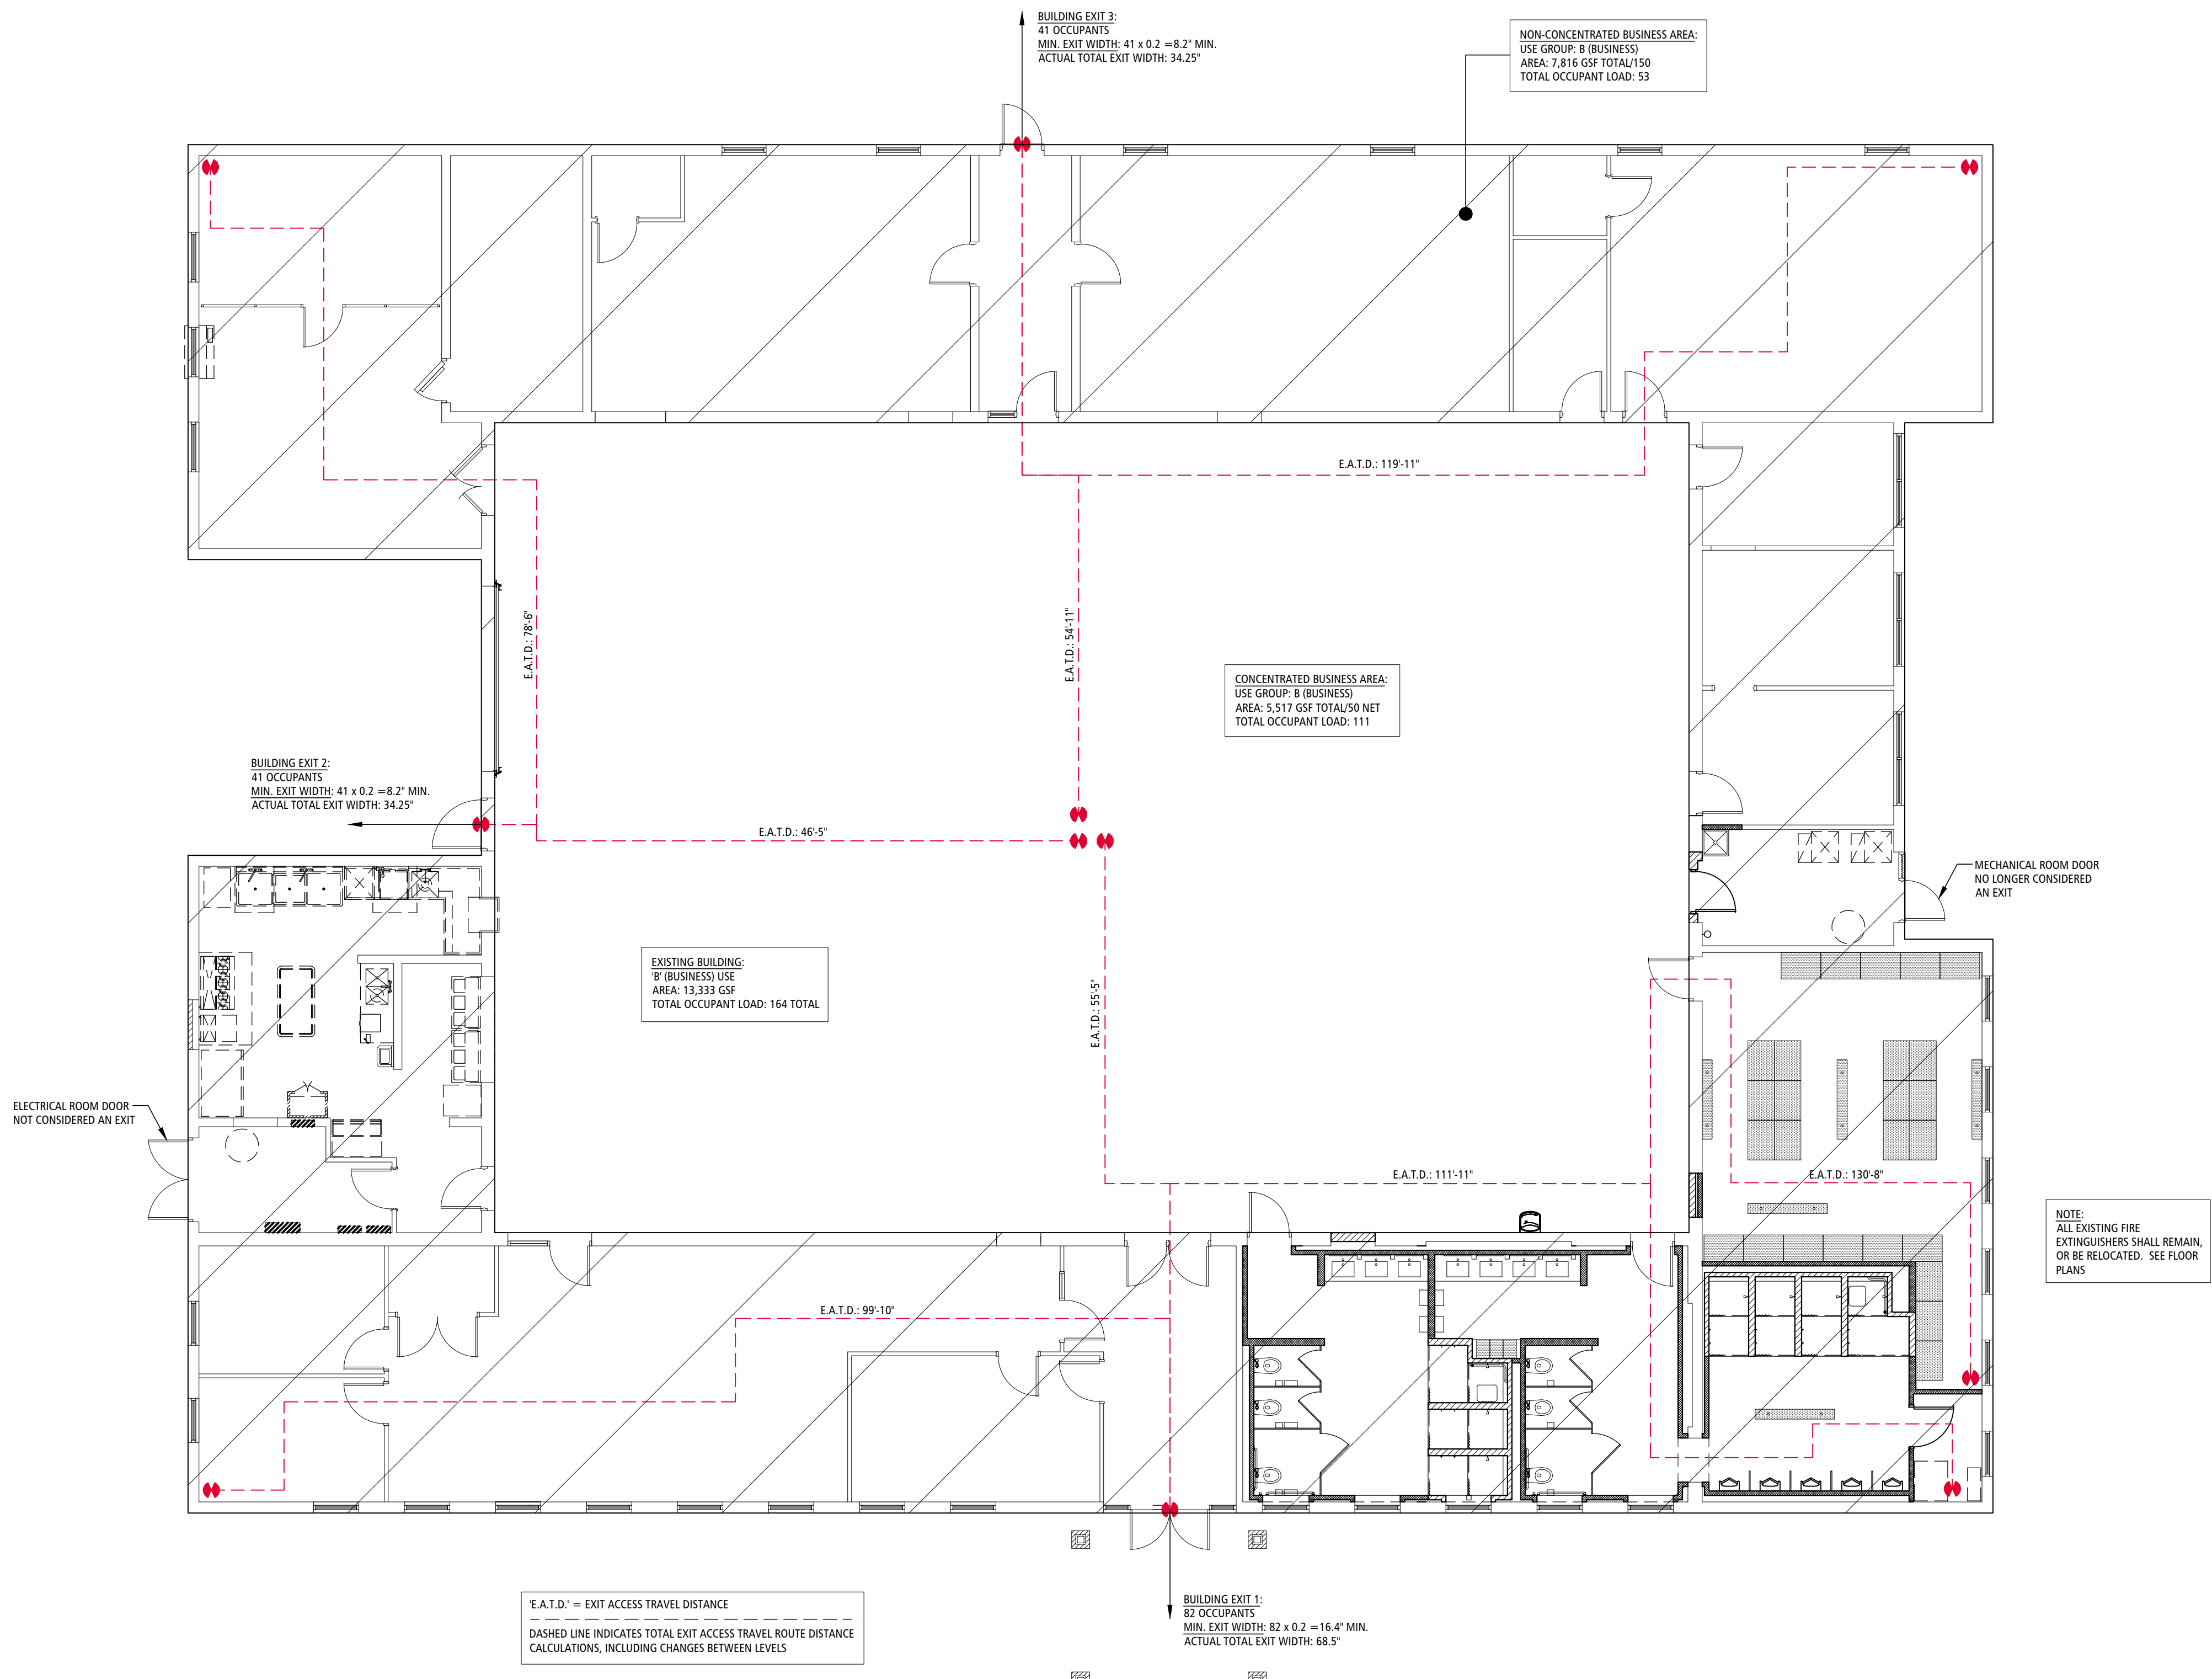 BUILDING EXIT 3:
41 OCCUPANTS
MIN. EXIT WIDTH: 41 x 0.2 =8.2" MIN.
ACTUAL TOTAL EXIT WIDTH: 34.25"
NON-CONCENTRATED BUSINESS AREA:
USE GROUP: B (BUSINESS)
AREA: 7,816 GSF TOTAL/150
TOTAL OCCUPANT LOAD: 53
E.A.T.D.: 119'-11"
E.A.T.D.: 78'-6"
E.A.T.D.: 54'-11"
CONCENTRATED BUSINESS AREA:
USE GROUP: B (BUSINESS)
AREA: 5,517 GSF TOTAL/50 NET
TOTAL OCCUPANT LOAD: 111
BUILDING EXIT 2:
41 OCCUPANTS
MIN. EXIT WIDTH: 41 x 0.2 =8.2" MIN.
ACTUAL TOTAL EXIT WIDTH: 34.25"
E.A.T.D.: 46'-5"
MECHANICAL ROOM DOOR
NO LONGER CONSIDERED
AN EXIT
EXISTING BUILDING:
'B' (BUSINESS) USE
AREA: 13,333 GSF
TOTAL OCCUPANT LOAD: 164 TOTAL
E.A.T.D.: 55'-5"
ELECTRICAL ROOM DOOR
NOT CONSIDERED AN EXIT
E.A.T.D.: 111'-11"
E.A.T.D.: 130'-8"
NOTE:
ALL EXISTING FIRE
EXTINGUISHERS SHALL REMAIN,
OR BE RELOCATED. SEE FLOOR
PLANS
E.A.T.D.: 99'-10"
'E.A.T.D.' = EXIT ACCESS TRAVEL DISTANCE
DASHED LINE INDICATES TOTAL EXIT ACCESS TRAVEL ROUTE DISTANCE
CALCULATIONS, INCLUDING CHANGES BETWEEN LEVELS
BUILDING EXIT 1:
82 OCCUPANTS
MIN. EXIT WIDTH: 82 x 0.2 =16.4" MIN.
ACTUAL TOTAL EXIT WIDTH: 68.5"